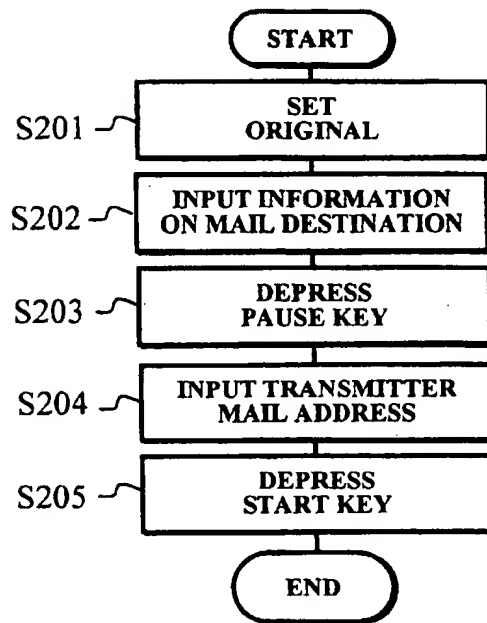 START
S201
SET
ORIGINAL
S202
INPUT INFORMATION
ON MAIL DESTINATION
S203
DEPRESS
PAUSE KEY
S204
INPUT TRANSMITTER
MAIL ADDRESS
S205
DEPRESS
START KEY
END